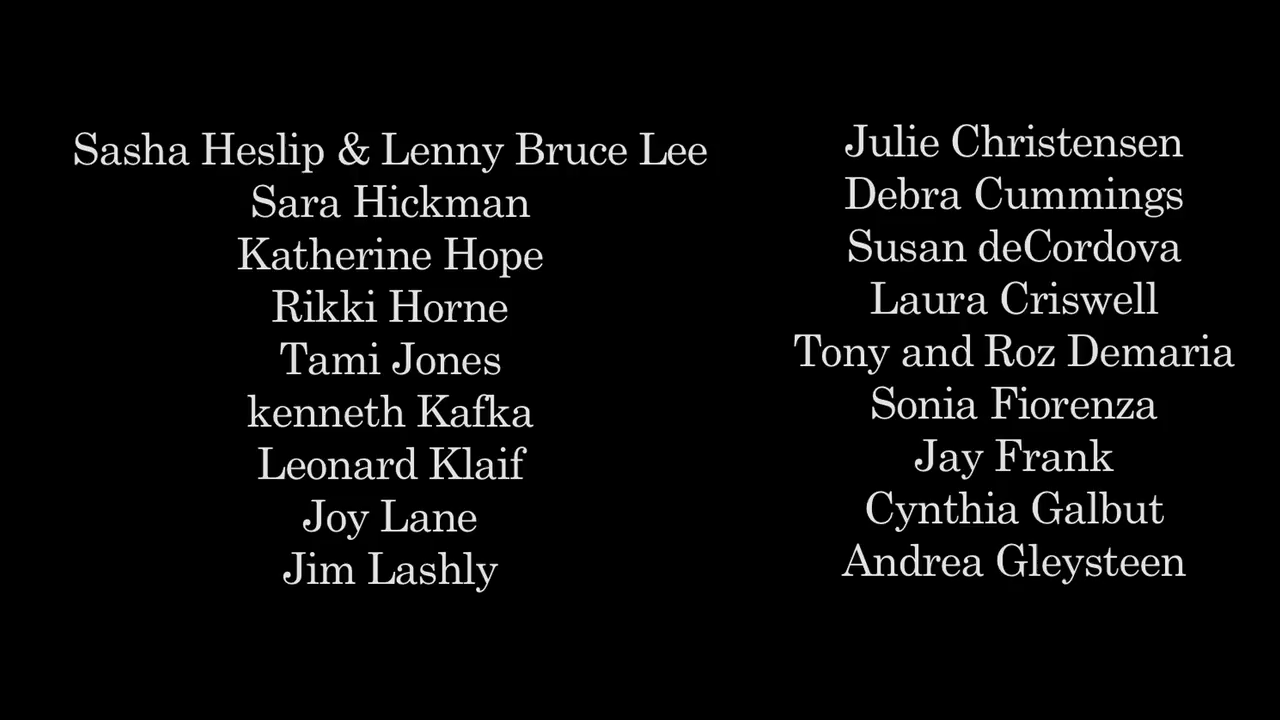 Sasha Heslip & Lenny Bruce Lee
Sara Hickman
Katherine Hope
Rikki Horne
Tami Jones
kenneth Kafka
Leonard Klaif
Joy Lane
Jim Lashly
Julie Christensen
Debra Cummings
Susan deCordova
Laura Criswell
Tony and Roz Demaria
Sonia Fiorenza
Jay Frank
Cynthia Galbut
Andrea Gleysteen